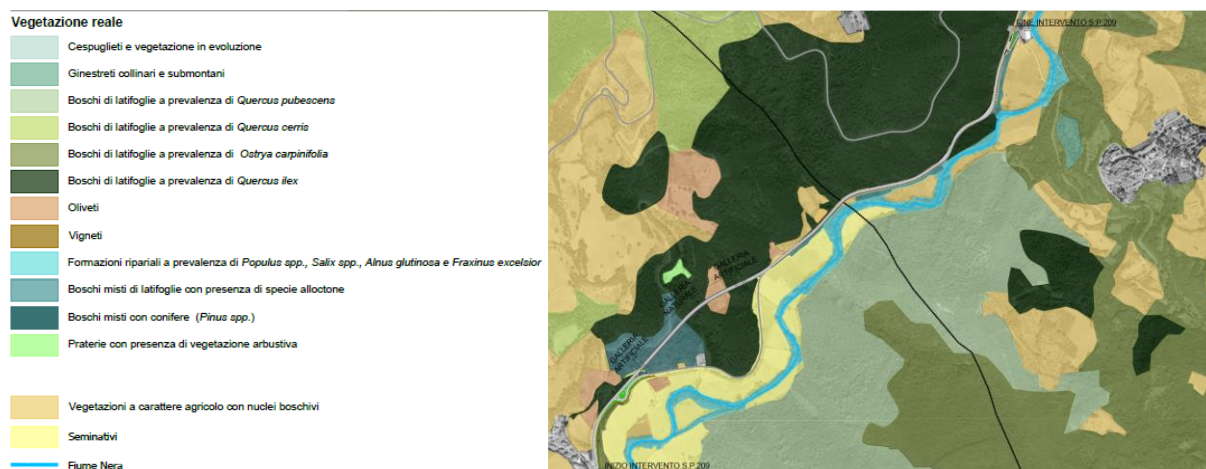 Vegetazione reale
Cespuglieti e vegetazione in evoluzione
Ginestreti collinari e submontani
Boschi di latifoglie a prevalenza di Quercus pubescens
Boschi di latifoglie a prevalenza di Quercus cerris
Boschi di latifoglie a prevalenza di Ostrya carpinifolia
Boschi di latifoglie a prevalenza di Quercus ilex
Oliveti
Vigneti
Formazioni ripariali a prevalenza di Populus spp., Salix spp., Alnus glutinosa e Fraxinus excelsior
Boschi misti di latifoglie con presenza di specie alloctone
Boschi misti con conifere (Pinus spp.)
Praterie con presenza di vegetazione arbustiva
Vegetazioni a carattere agricolo con nuclei boschivi
Seminativi
Fiume Nera
FINE INTERVENTO S.P.209
GALLERIA
ARTIFICIALE
GALLERIA
NATURALE
GALLERIA
ARTIFICIALE
INIZIO INTERVENTO S.P.209